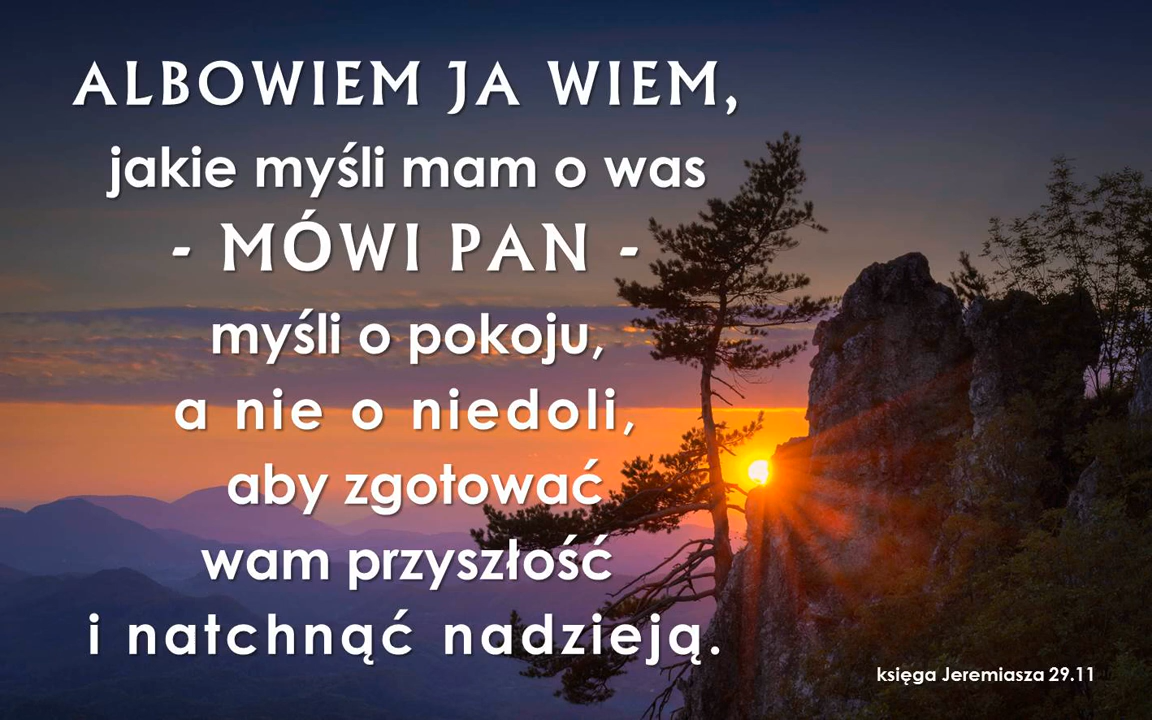 ALBOWIEM JA WIEM,
jakie myśli mam o was
- MÓWI PAN -
myśli o pokoju,
a nie o niedoli,
aby zgotować
wam przyszłość
i natchnąć nadzieją.
księga Jeremiasza 29.11